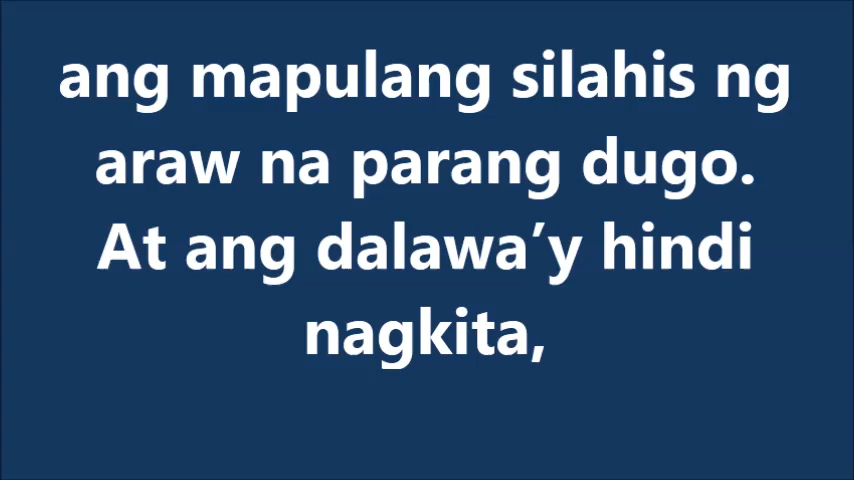 ang mapulang silahis ng
araw na parang dugo.
At ang dalawa’y hindi
nagkita,